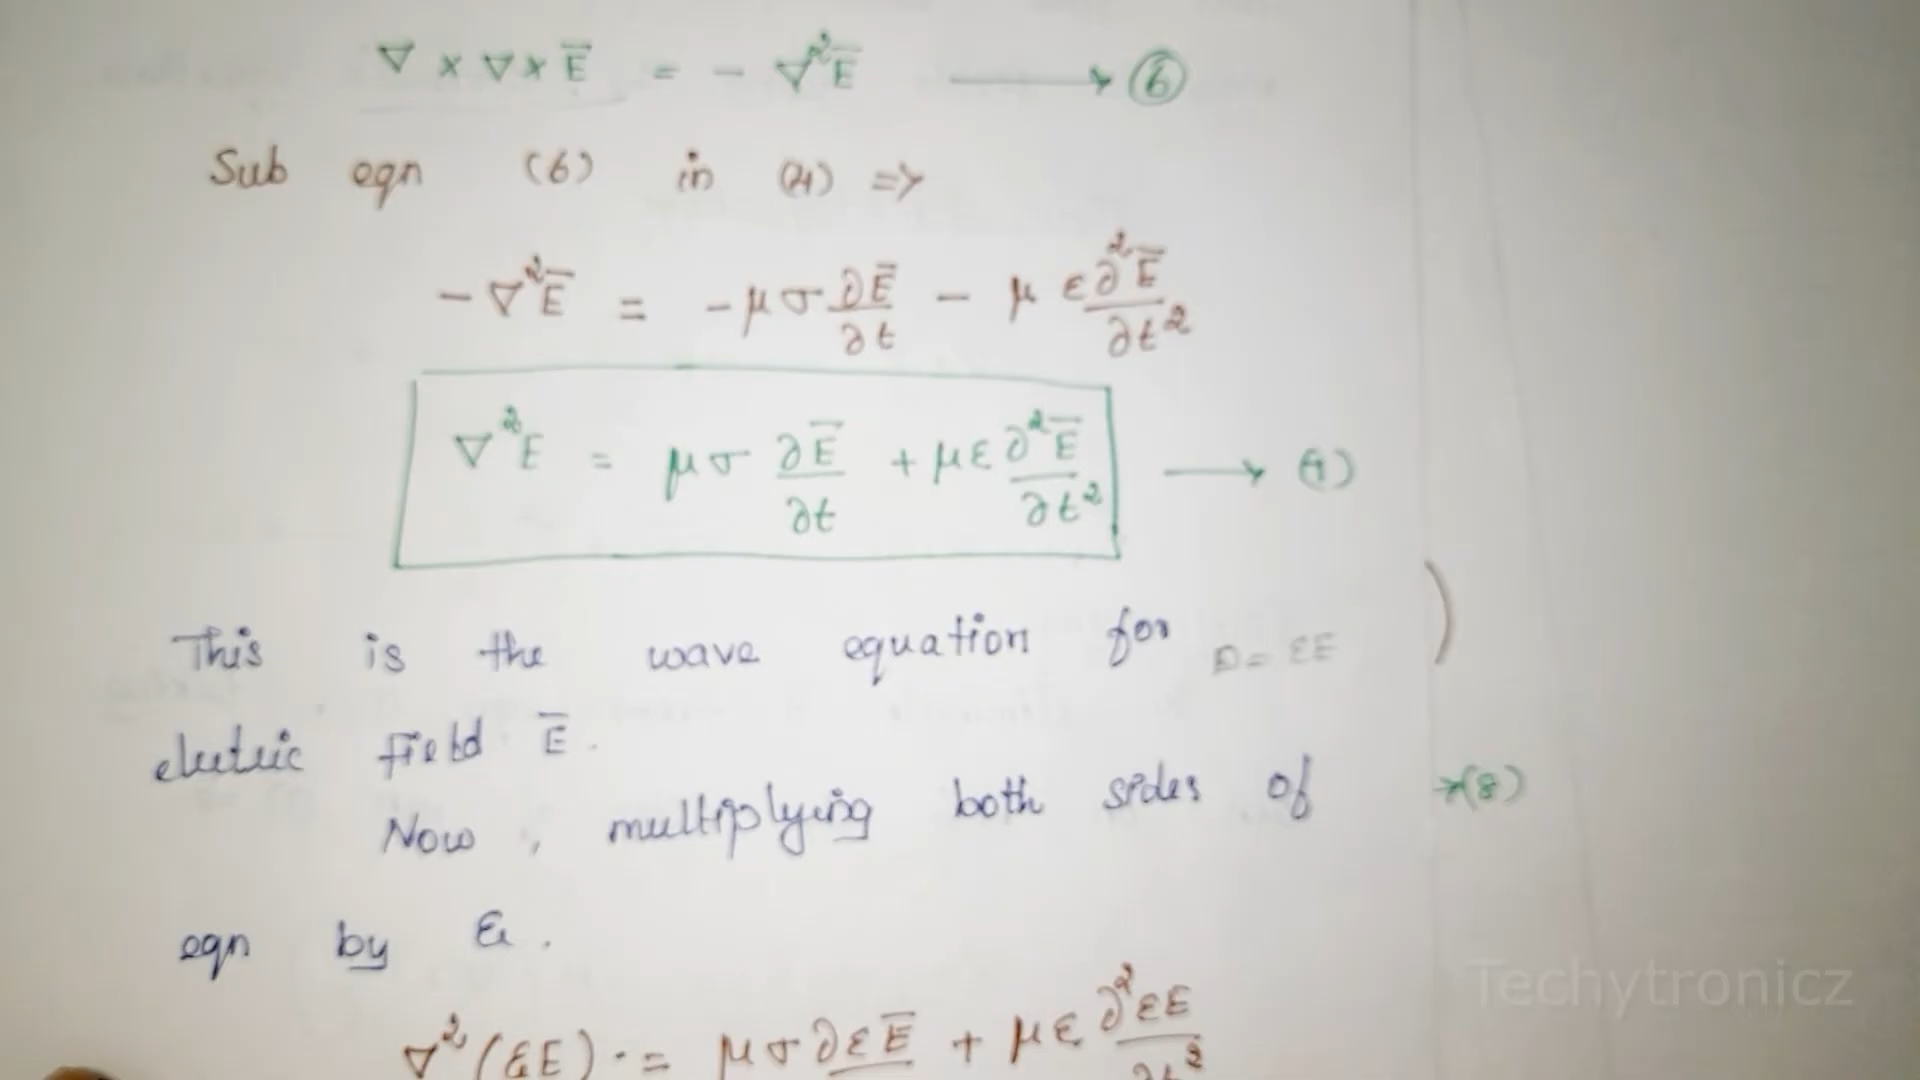 ∇ × ∇ × E̅ = - ∇²E̅ ⟶ ⑥
Sub eqn (6) in (4) =>
- ∇²E̅ = - μσ ∂E̅/∂t - μ ε ∂²E̅/∂t²
∇²E = μσ ∂E̅/∂t + με ∂²E̅/∂t² ⟶ (7)
This is the wave equation for D = εE )
electric field E̅.
Now, multiplying both sides of →(8)
eqn by ε.
∇²(εE) · = μσ∂εE̅ + με ∂²εE/∂t²
Techytronicz